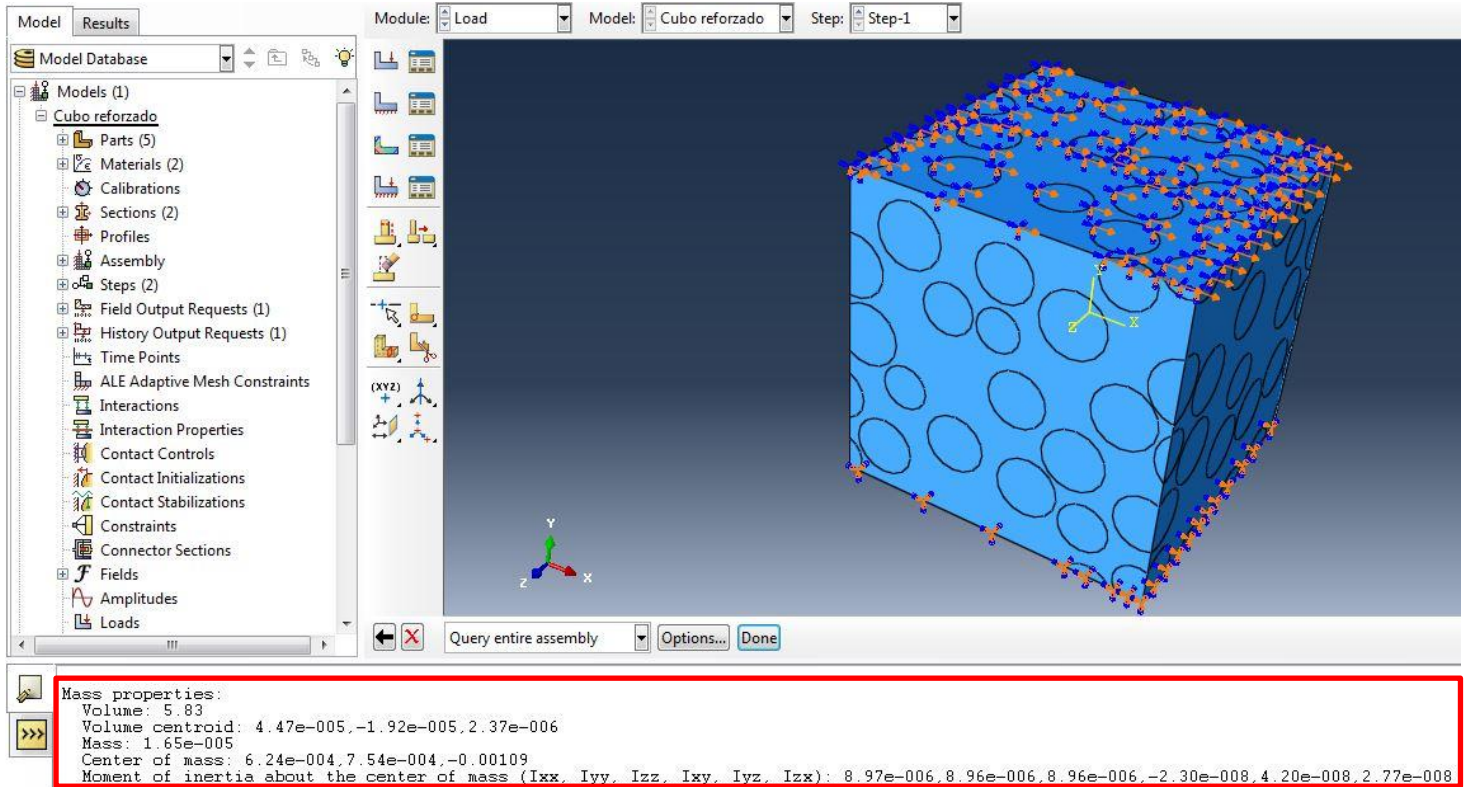 Model Results
Module: Load Model: Cubo reforzado Step: Step-1
Model Database
Models (1)
Cubo reforzado
Parts (5)
Materials (2)
Calibrations
Sections (2)
Profiles
Assembly
Steps (2)
Field Output Requests (1)
History Output Requests (1)
Time Points
ALE Adaptive Mesh Constraints
Interactions
Interaction Properties
Contact Controls
Contact Initializations
Contact Stabilizations
Constraints
Connector Sections
Fields
Amplitudes
Loads
(XYZ)
Y
X
Z
Y
X
Z
Query entire assembly Options... Done
>>>
Mass properties:
Volume: 5.83
Volume centroid: 4.47e-005,-1.92e-005,2.37e-006
Mass: 1.65e-005
Center of mass: 6.24e-004,7.54e-004,-0.00109
Moment of inertia about the center of mass (Ixx, Iyy, Izz, Ixy, Iyz, Izx): 8.97e-006,8.96e-006,8.96e-006,-2.30e-008,4.20e-008,2.77e-008